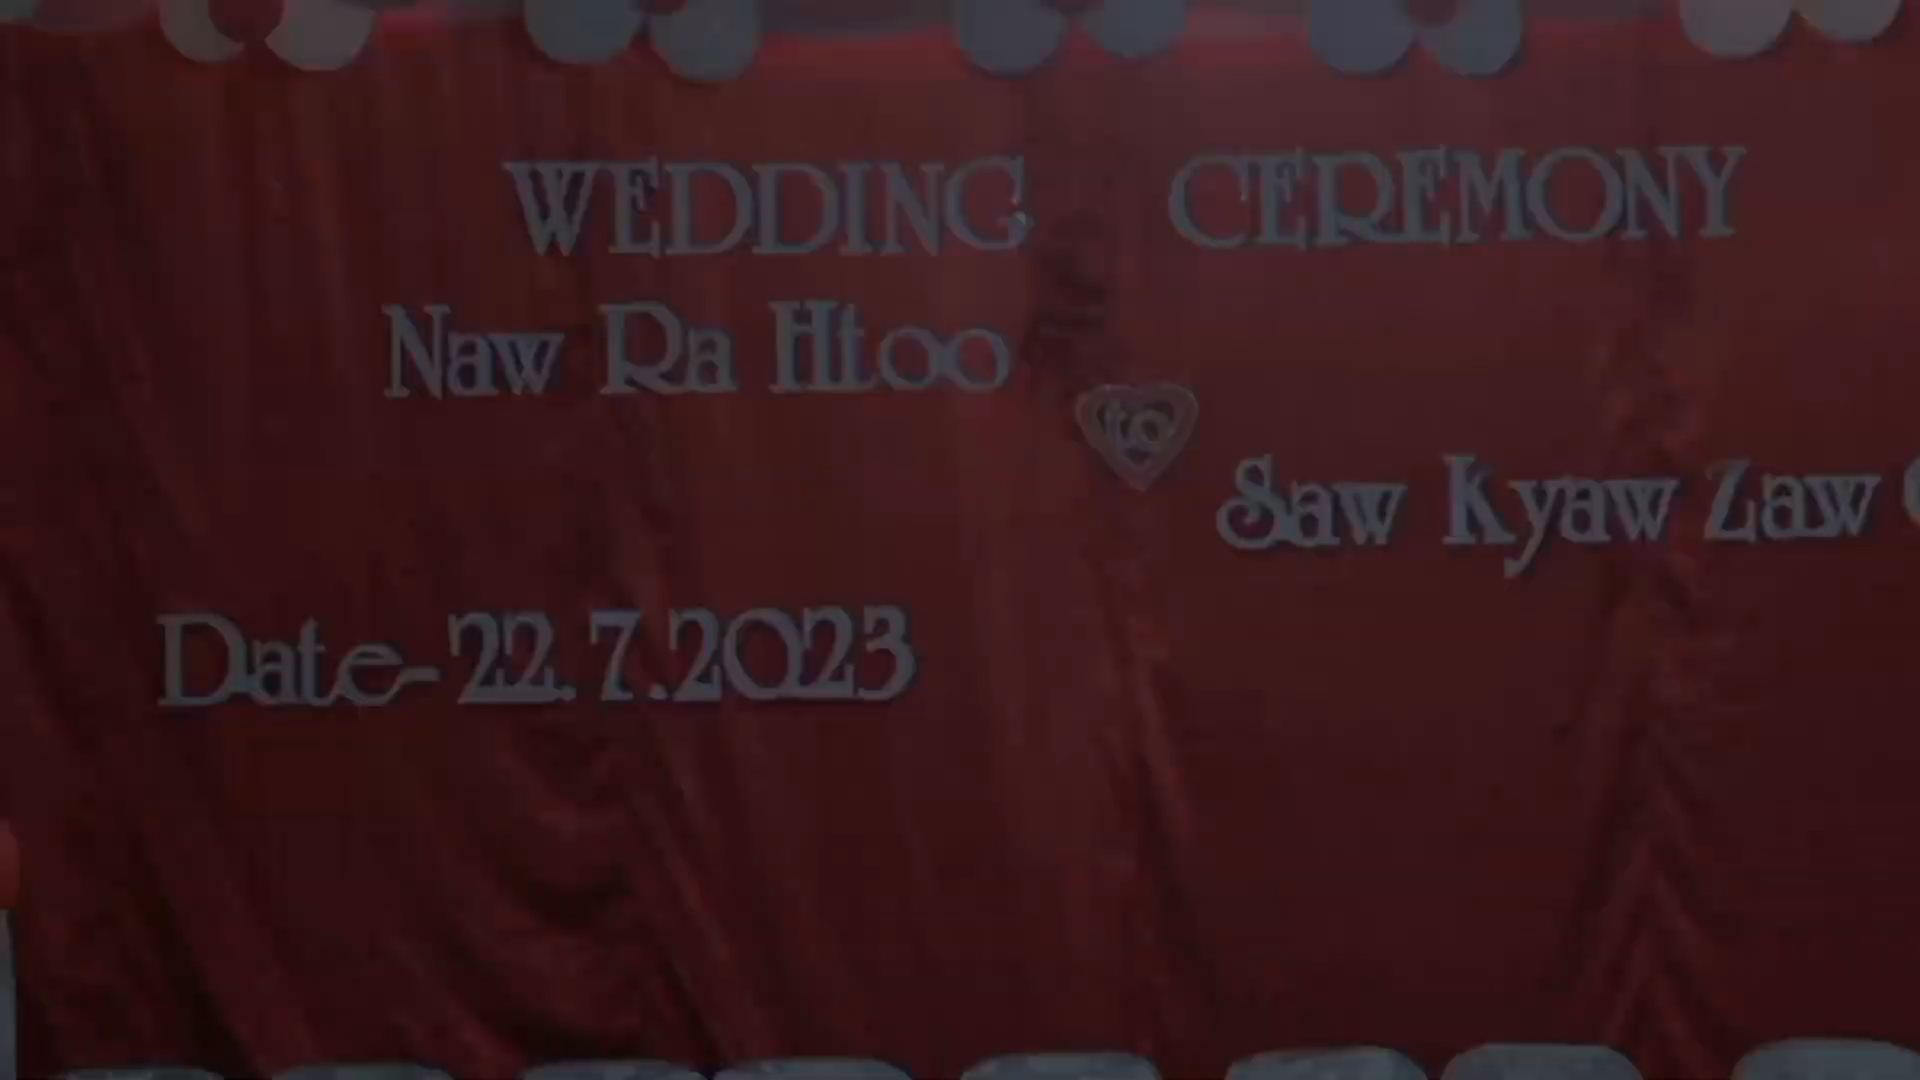 WEDDING CEREMONY
Naw Ra Htoo
to
Saw Kyaw Zaw
Date-22.7.2023